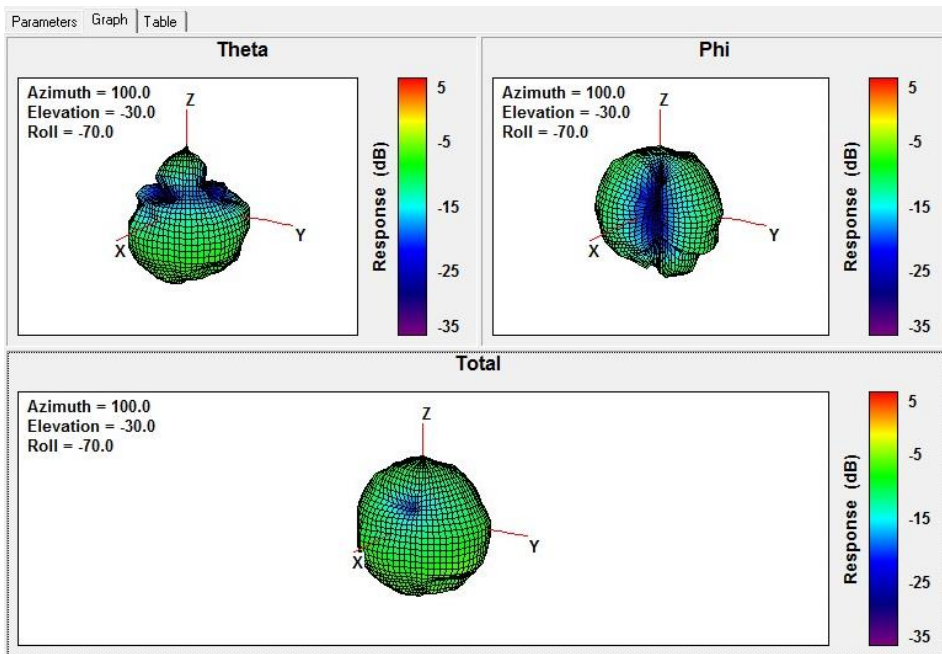 Parameters Graph Table
Theta
Azimuth = 100.0
Elevation = -30.0
Roll = -70.0
Z
X
Y
5
-5
-15
-25
-35
Response (dB)
Phi
Azimuth = 100.0
Elevation = -30.0
Roll = -70.0
Z
X
Y
5
-5
-15
-25
-35
Response (dB)
Total
Azimuth = 100.0
Elevation = -30.0
Roll = -70.0
Z
X
Y
5
-5
-15
-25
-35
Response (dB)